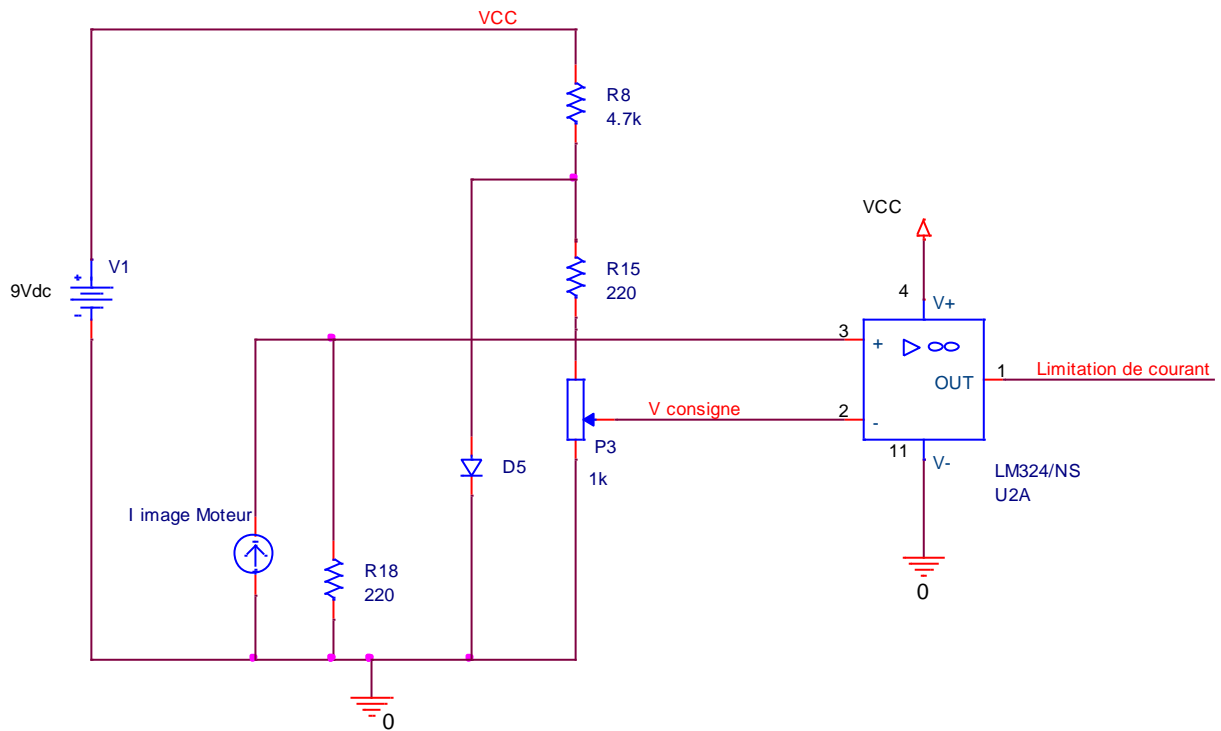 VCC
R8
4.7k
VCC
V1
9Vdc
+
-
R15
220
4
V+
3
+
OUT
1
Limitation de courant
V consigne
2
-
P3
1k
11
V-
LM324/NS
U2A
D5
I image Moteur
R18
220
0
0